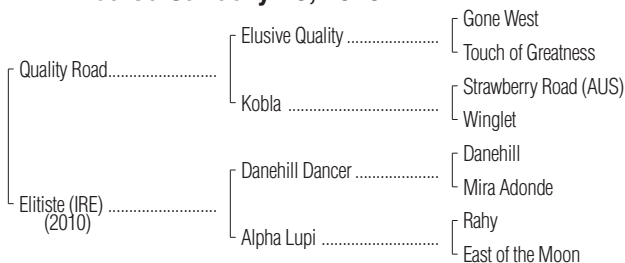 Gone West
Elusive Quality ....................
Touch of Greatness
Quality Road............................
Strawberry Road (AUS)
Kobla ......................................
Winglet
Danehill
Danehill Dancer .....................
Mira Adonde
Elitiste (IRE) ............................
(2010)
Rahy
Alpha Lupi .............................
East of the Moon